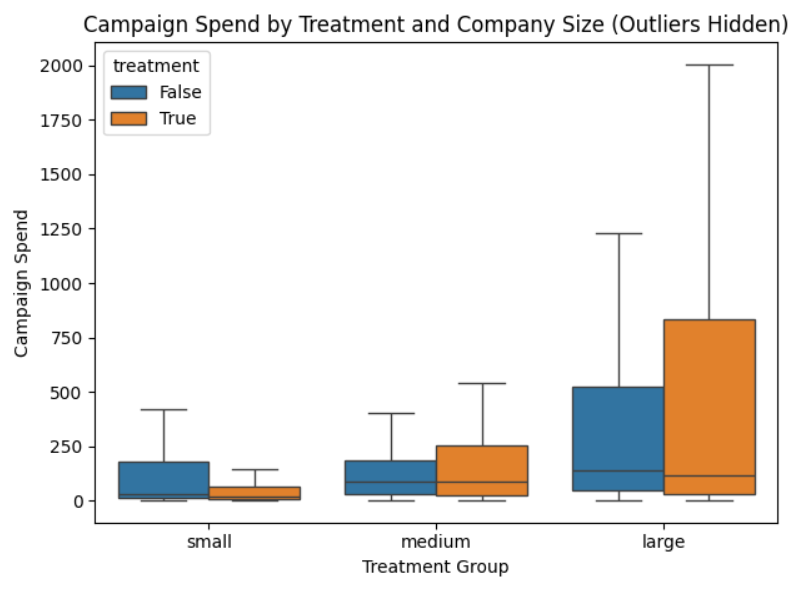 Campaign Spend by Treatment and Company Size (Outliers Hidden)
treatment
False
True
2000
1750
1500
1250
1000
750
500
250
0
Campaign Spend
small medium large
Treatment Group